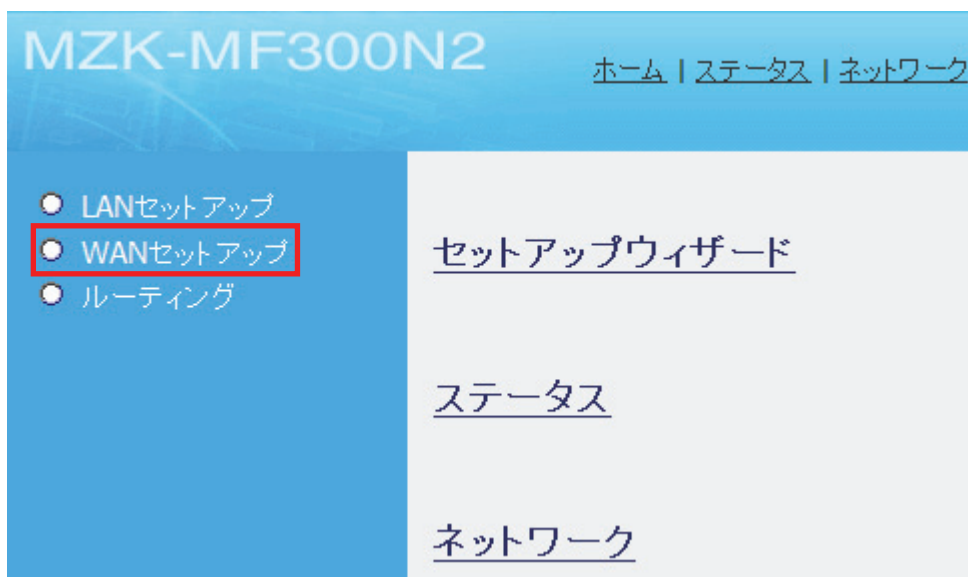 MZK-MF300N2
ホーム | ステータス | ネットワーク
LANセットアップ
WANセットアップ
ルーティング
セットアップウィザード
ステータス
ネットワーク